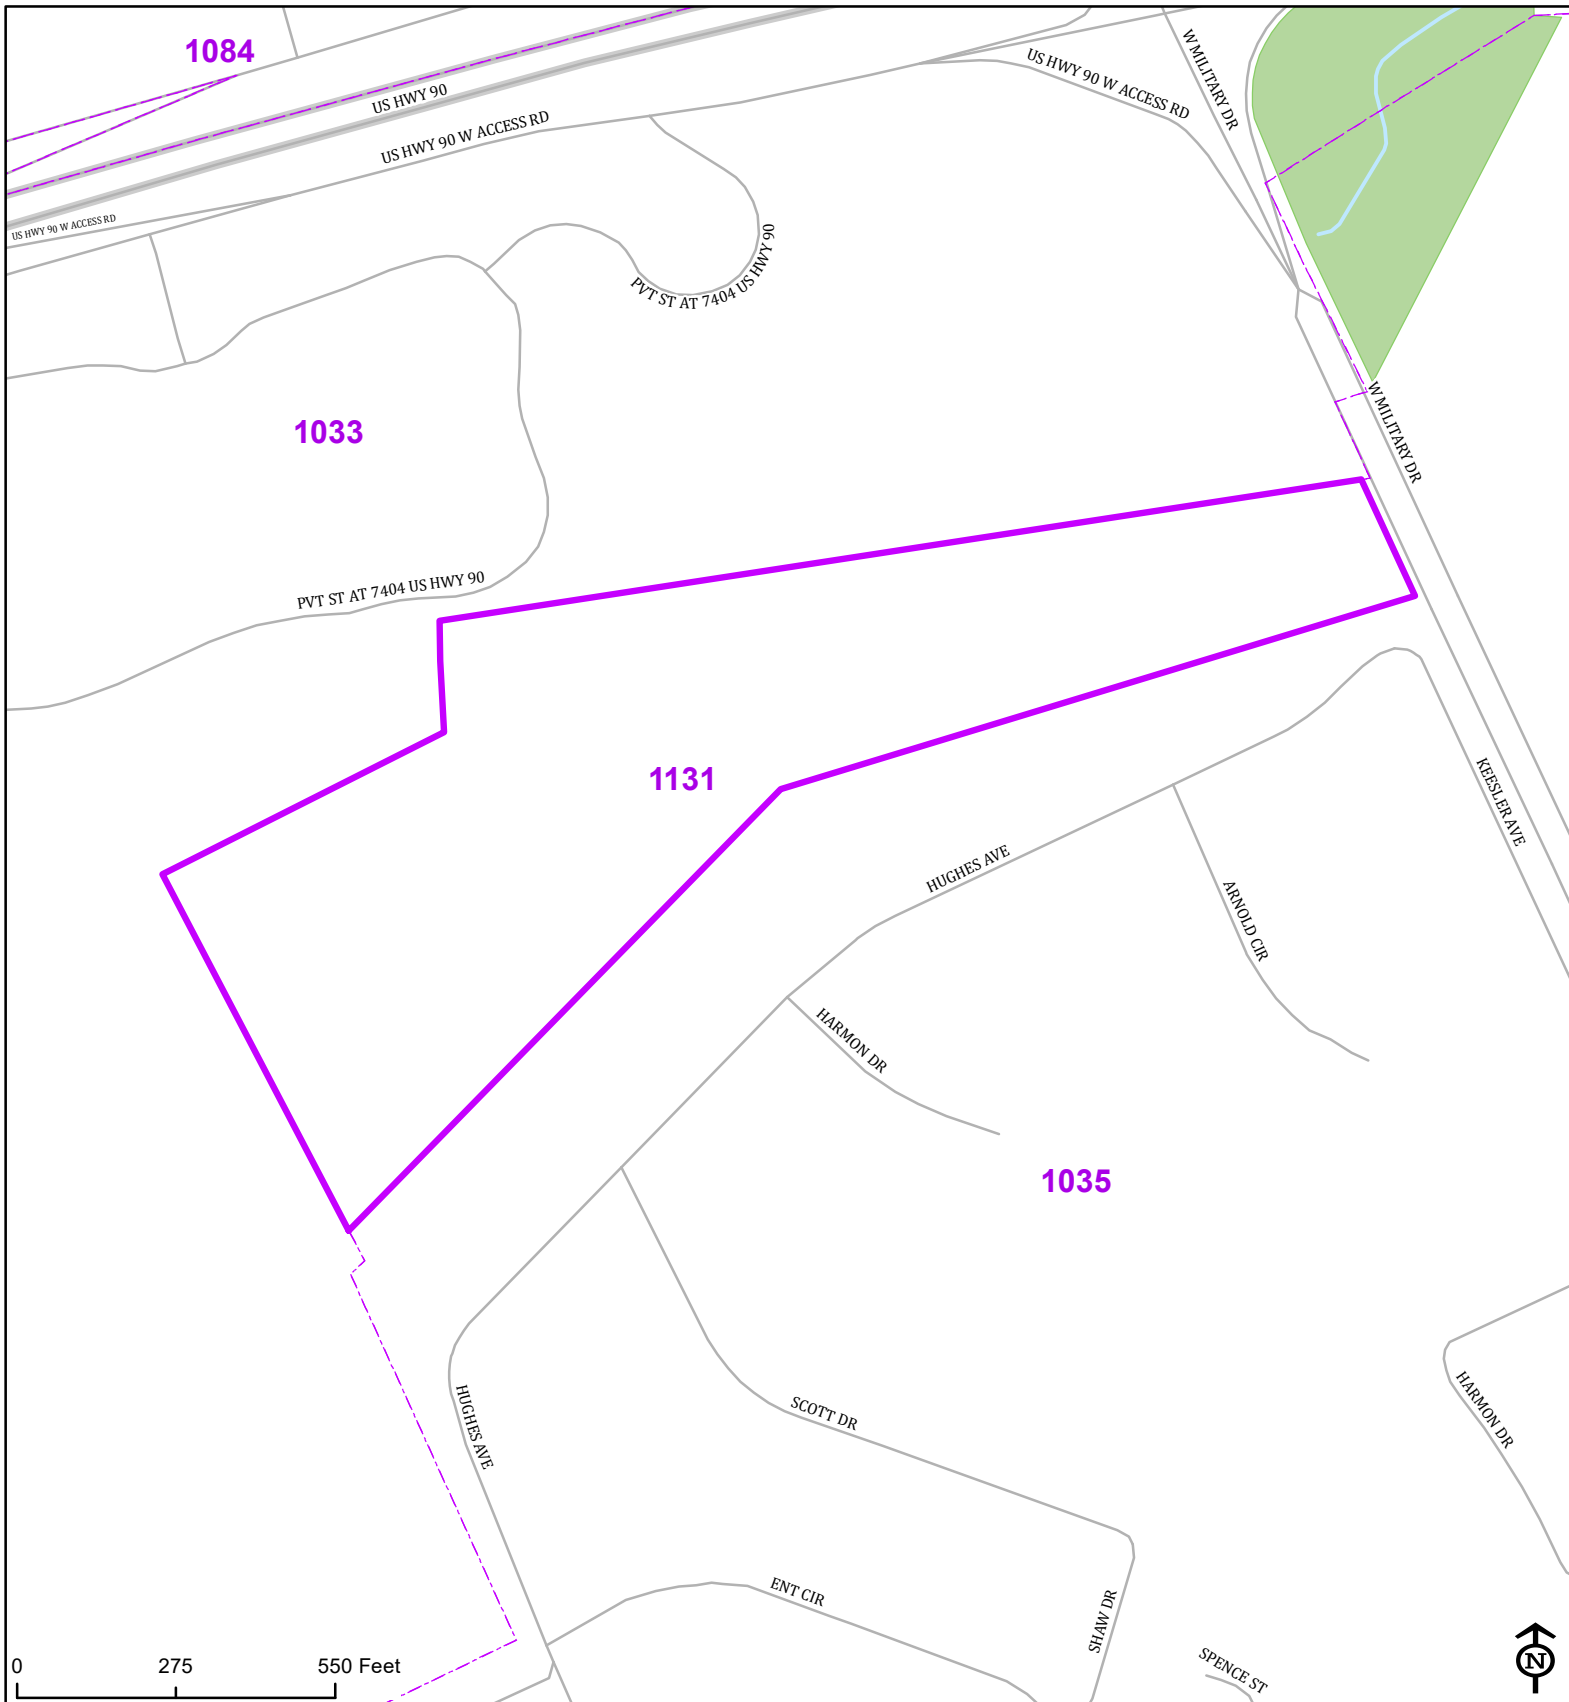 1084
US HWY 90
US HWY 90 W ACCESS RD
US HWY 90 W ACCESS RD
W MILITARY DR
US HWY 90 W ACCESS RD
PVT ST AT 7404 US HWY 90
1033
W MILITARY DR
PVT ST AT 7404 US HWY 90
1131
KEESLER AVE
HUGHES AVE
ARNOLD CIR
HARMON DR
1035
HUGHES AVE
SCOTT DR
HARMON DR
ENT CIR
SHAW DR
SPENCE ST
0 275 550 Feet
N